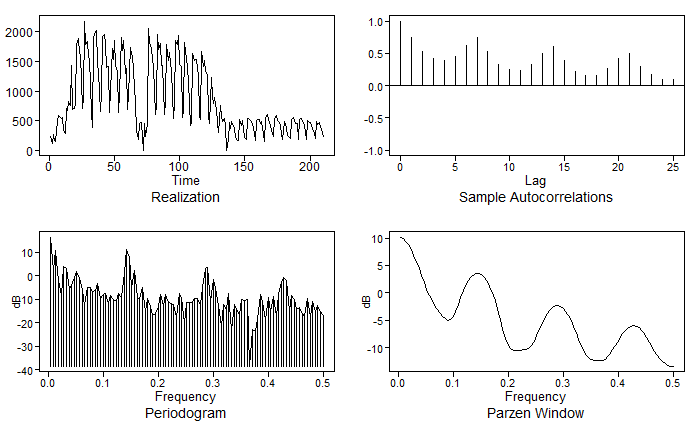 2000
1500
1000
500
0
0 50 100 150 200
Time
Realization
1.0
0.5
0.0
-0.5
-1.0
0 5 10 15 20 25
Lag
Sample Autocorrelations
10
0
-10
-20
-30
-40
dB
0.0 0.1 0.2 0.3 0.4 0.5
Frequency
Periodogram
10
5
0
-5
-10
dB
0.0 0.1 0.2 0.3 0.4 0.5
Frequency
Parzen Window